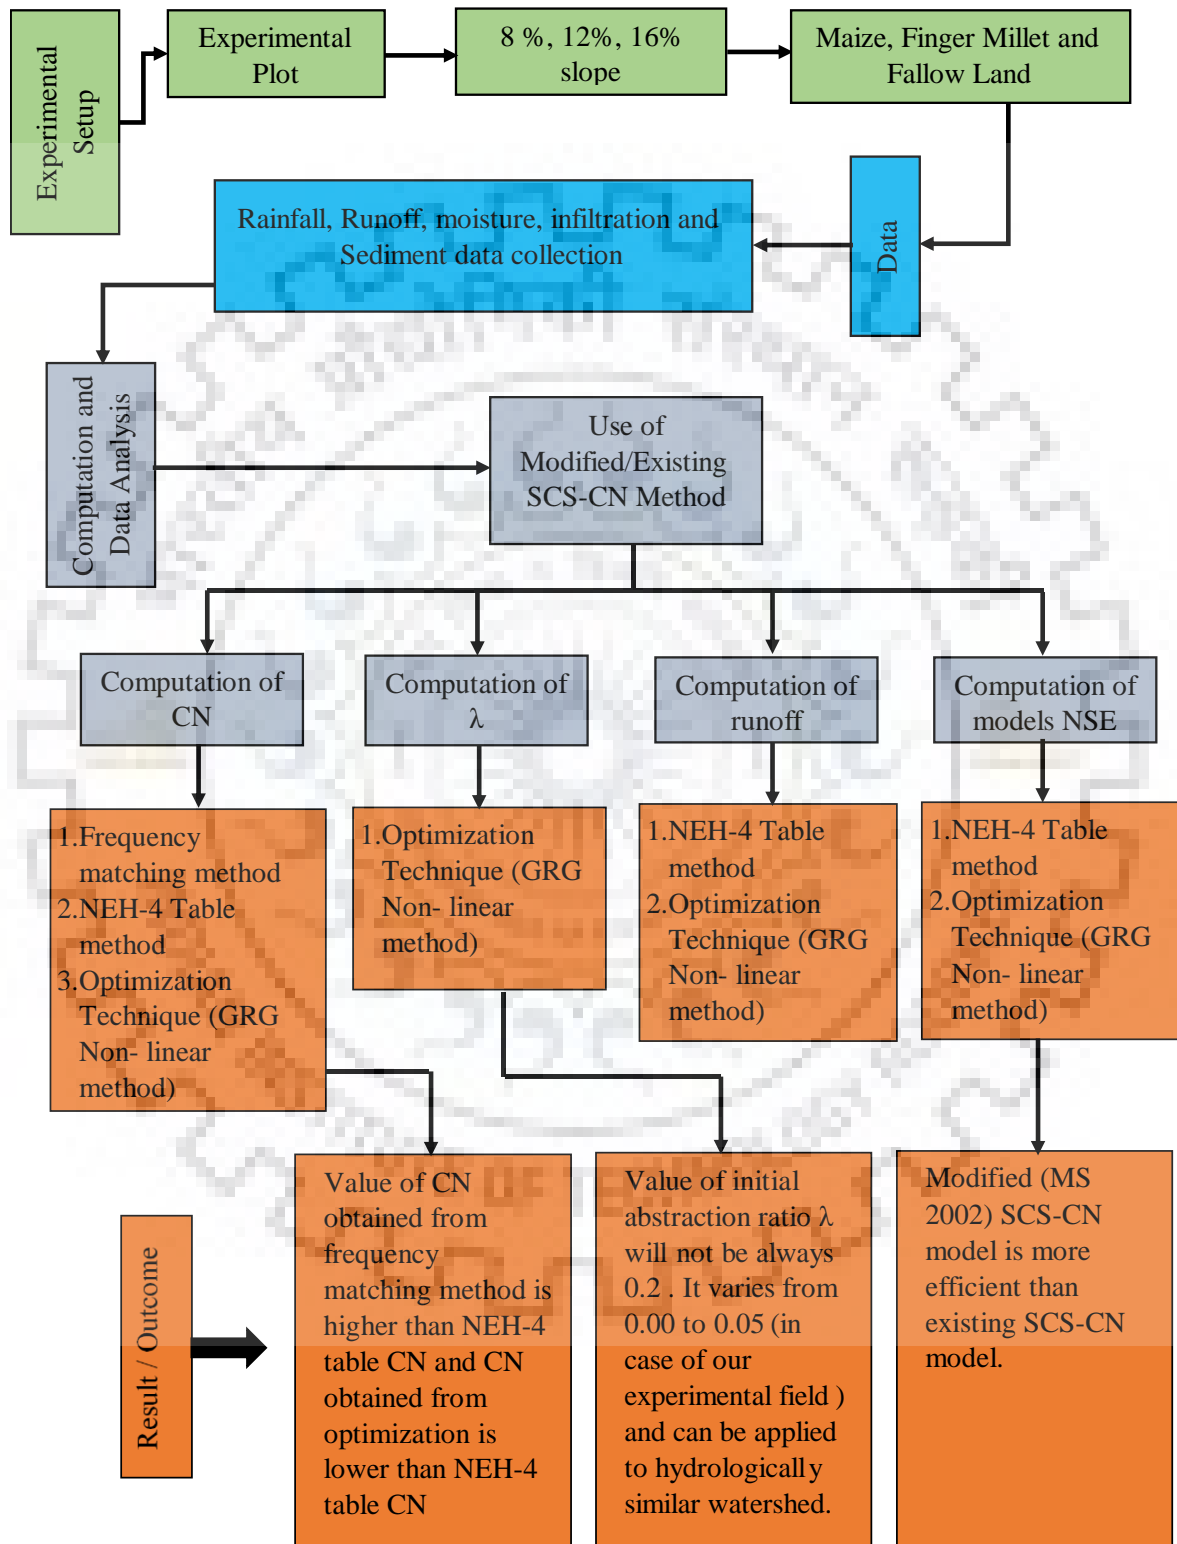 Experimental
Setup
Experimental
Plot
8 %, 12%, 16%
slope
Maize, Finger Millet and
Fallow Land
Data
Rainfall, Runoff, moisture, infiltration and
Sediment data collection
Computation and
Data Analysis
Use of
Modified/Existing
SCS-CN Method
Computation of
CN
Computation of
λ
Computation of
runoff
Computation of
models NSE
1.Frequency
matching method
2.NEH-4 Table
method
3.Optimization
Technique (GRG
Non- linear
method)
1.Optimization
Technique (GRG
Non- linear
method)
1.NEH-4 Table
method
2.Optimization
Technique (GRG
Non- linear
method)
1.NEH-4 Table
method
2.Optimization
Technique (GRG
Non- linear
method)
Result / Outcome
Value of CN
obtained from
frequency
matching method is
higher than NEH-4
table CN and CN
obtained from
optimization is
lower than NEH-4
table CN
Value of initial
abstraction ratio λ
will not be always
0.2 . It varies from
0.00 to 0.05 (in
case of our
experimental field )
and can be applied
to hydrologically
similar watershed.
Modified (MS
2002) SCS-CN
model is more
efficient than
existing SCS-CN
model.